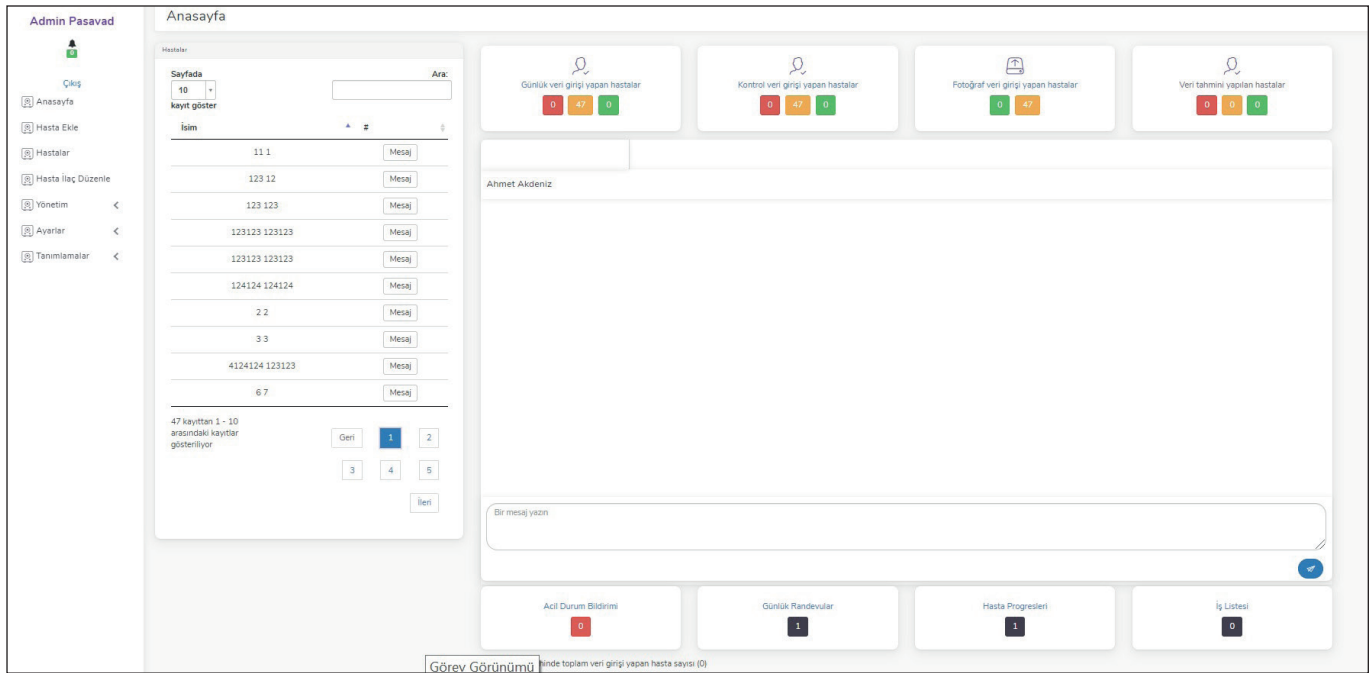 Admin Pasavad
0
Çıkış
Anasayfa
Hasta Ekle
Hastalar
Hasta İlaç Düzenle
Yönetim
Ayarlar
Tanımlamalar
Anasayfa
Hastalar
Sayfada
10
kayıt göster
Ara:
İsim #
11 1 Mesaj
123 12 Mesaj
123 123 Mesaj
123123 123123 Mesaj
123123 123123 Mesaj
124124 124124 Mesaj
2 2 Mesaj
3 3 Mesaj
4124124 123123 Mesaj
6 7 Mesaj
47 kayıttan 1 - 10
arasındaki kayıtlar
gösteriliyor
Geri 1 2
3 4 5
İleri
Günlük veri girişi yapan hastalar
0 47 0
Kontrol veri girişi yapan hastalar
0 47 0
Fotoğraf veri girişi yapan hastalar
0 47
Veri tahmini yapılan hastalar
0 0 0
Ahmet Akdeniz
Bir mesaj yazın
Acil Durum Bildirimi
0
Günlük Randevular
1
Hasta Progresleri
1
İş Listesi
0
Görev Görünümü
hinde toplam veri girişi yapan hasta sayısı (0)